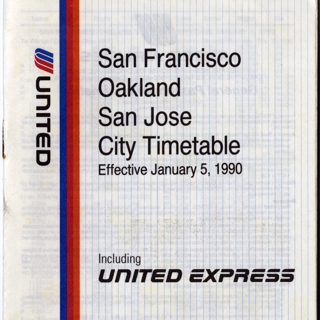 UNITED
San Francisco
Oakland
San Jose
City Timetable
Effective January 5, 1990
Including
UNITED EXPRESS